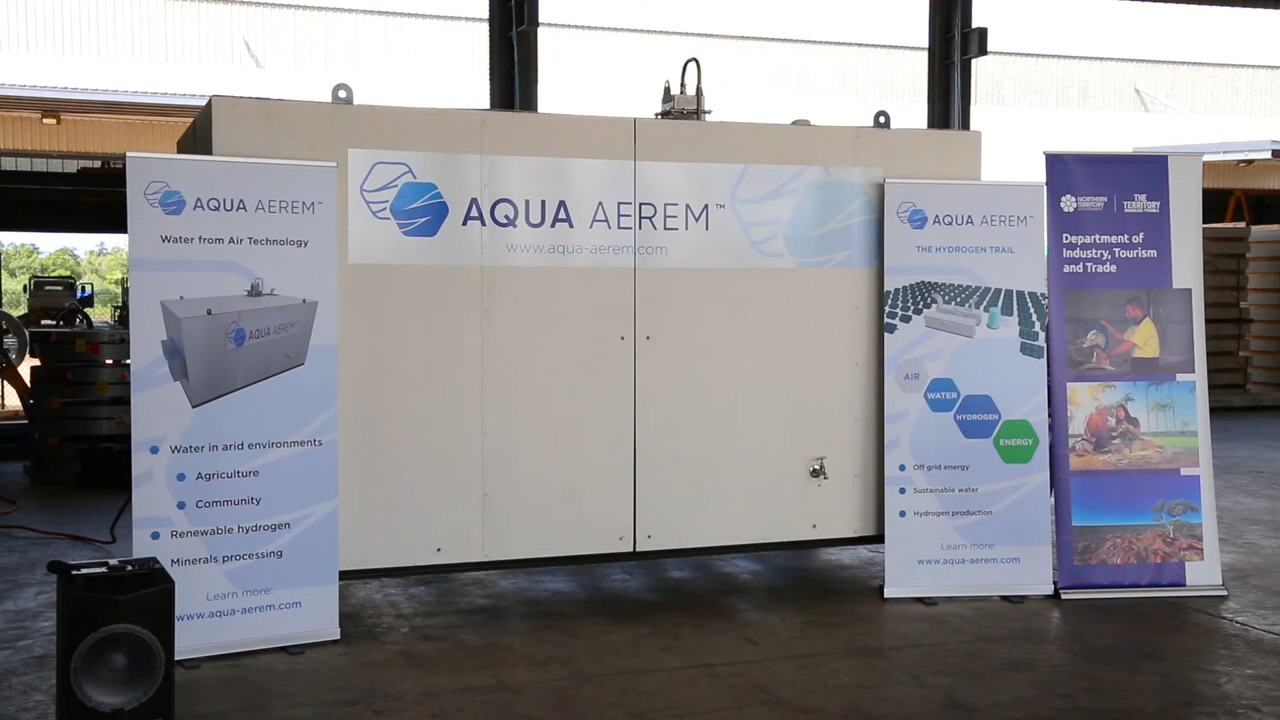 AQUA AEREM™
Water from Air Technology
AQUA AEREM™
Water in arid environments
Agriculture
Community
Renewable hydrogen
Minerals processing
Learn more:
www.aqua-aerem.com
AQUA AEREM™
www.aqua-aerem.com
AQUA AEREM™
THE HYDROGEN TRAIL
AIR
WATER
HYDROGEN
ENERGY
Off grid energy
Sustainable water
Hydrogen production
Learn more:
www.aqua-aerem.com
NORTHERN
TERRITORY
GOVERNMENT
THE
TERRITORY
BOUNDLESS POSSIBLE
Department of
Industry, Tourism
and Trade